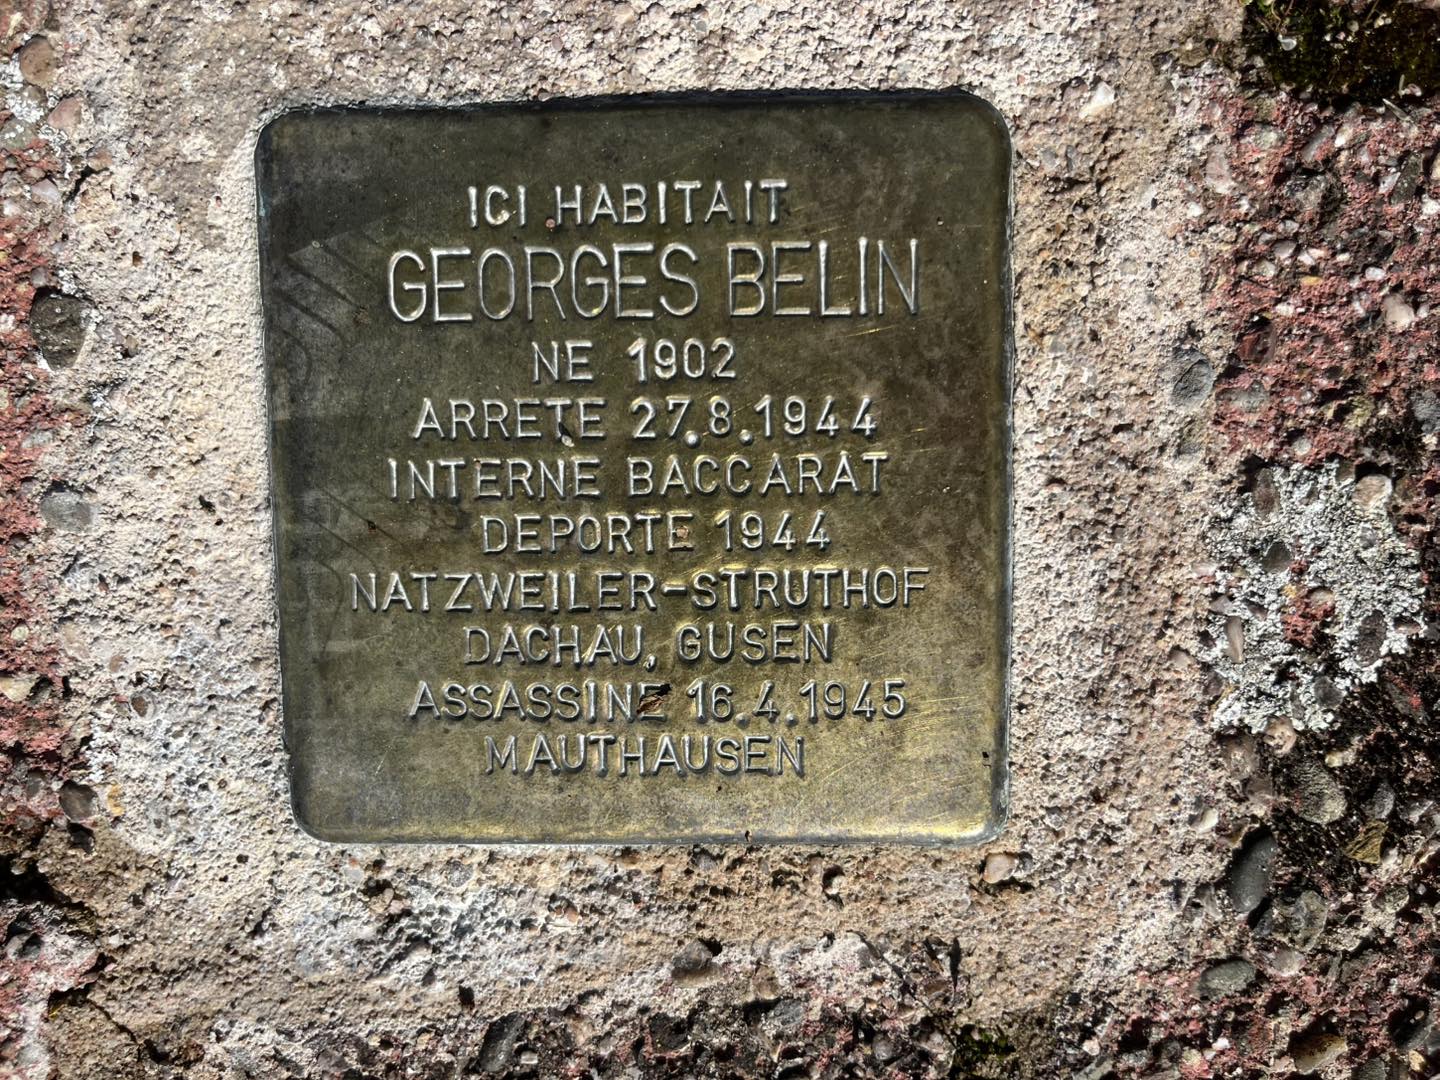 ICI HABITAIT
GEORGES BELIN
NE 1902
ARRETE 27.8.1944
INTERNE BACCARAT
DEPORTE 1944
NATZWEILER-STRUTHOF
DACHAU, GUSEN
ASSASSINE 16.4.1945
MAUTHAUSEN